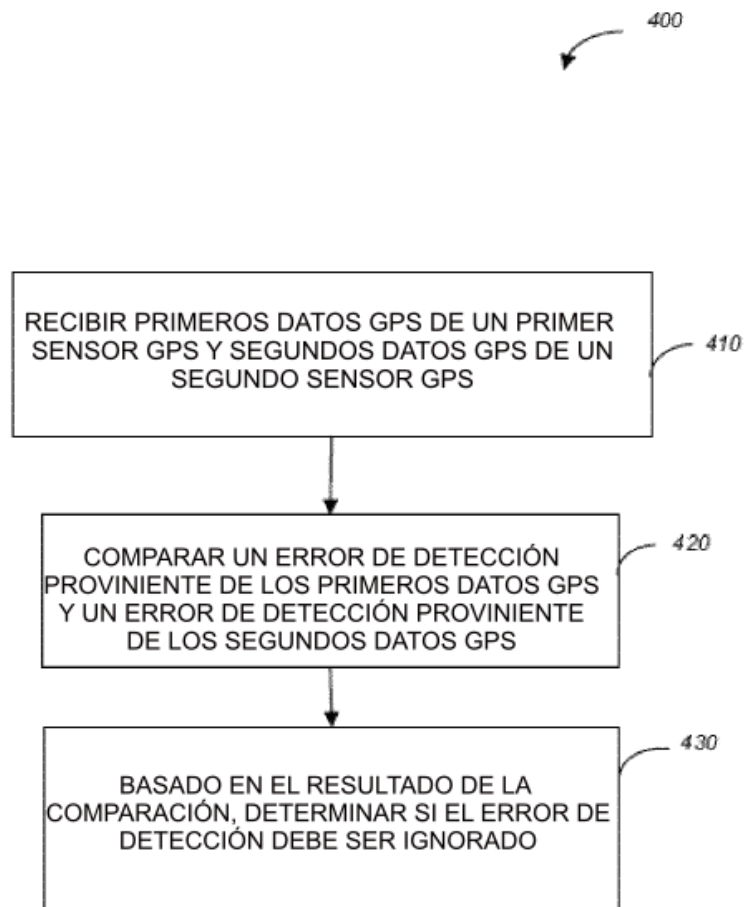 400
RECIBIR PRIMEROS DATOS GPS DE UN PRIMER
SENSOR GPS Y SEGUNDOS DATOS GPS DE UN
SEGUNDO SENSOR GPS
410
COMPARAR UN ERROR DE DETECCIÓN
PROVINIENTE DE LOS PRIMEROS DATOS GPS
Y UN ERROR DE DETECCIÓN PROVINIENTE
DE LOS SEGUNDOS DATOS GPS
420
BASADO EN EL RESULTADO DE LA
COMPARACIÓN, DETERMINAR SI EL ERROR DE
DETECCIÓN DEBE SER IGNORADO
430